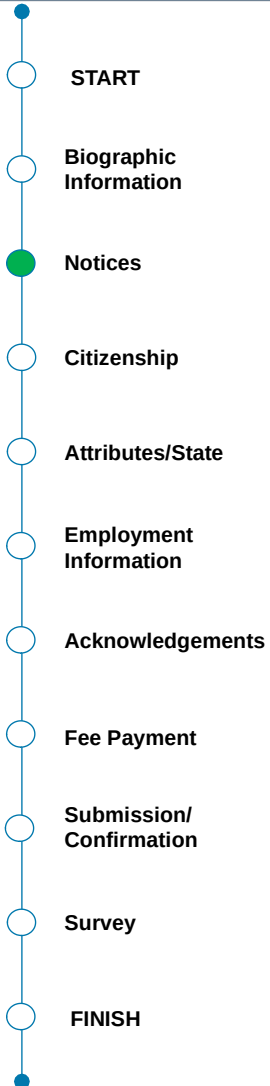 START
Biographic
Information
Notices
Citizenship
Attributes/State
Employment
Information
Acknowledgements
Fee Payment
Submission/
Confirmation
Survey
FINISH